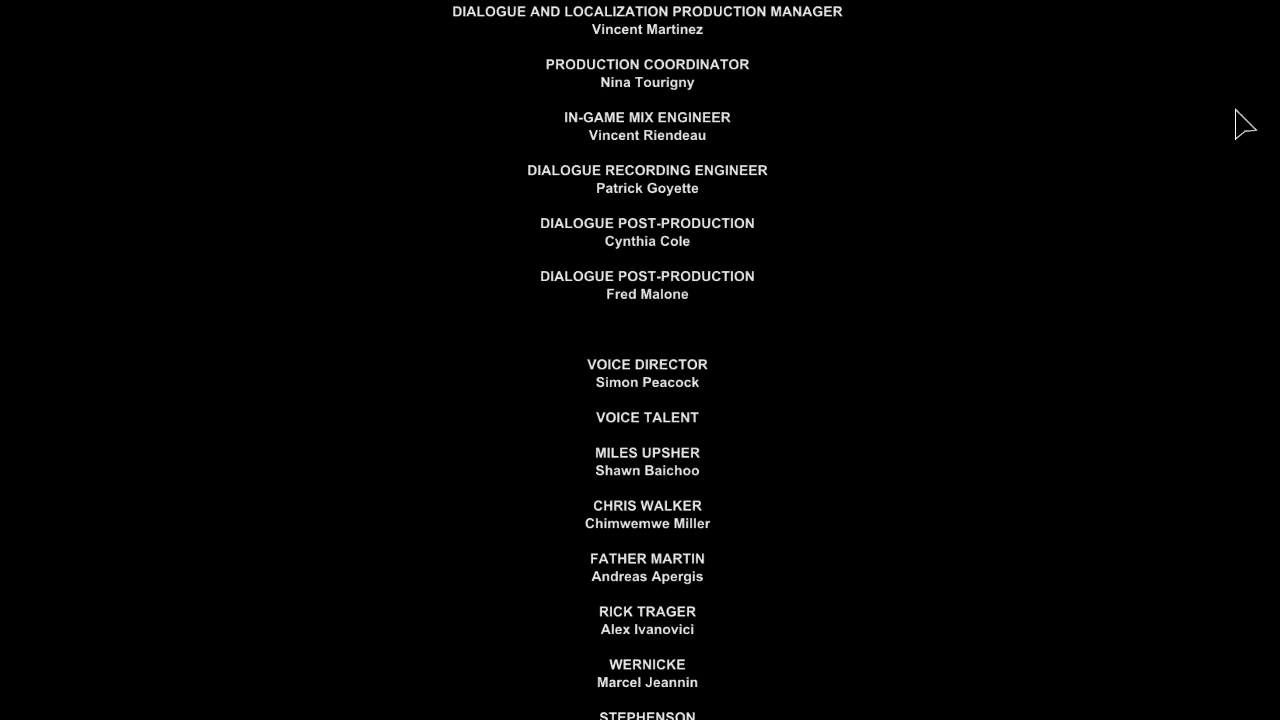 DIALOGUE AND LOCALIZATION PRODUCTION MANAGER
Vincent Martinez
PRODUCTION COORDINATOR
Nina Tourigny
IN-GAME MIX ENGINEER
Vincent Riendeau
DIALOGUE RECORDING ENGINEER
Patrick Goyette
DIALOGUE POST-PRODUCTION
Cynthia Cole
DIALOGUE POST-PRODUCTION
Fred Malone
VOICE DIRECTOR
Simon Peacock
VOICE TALENT
MILES UPSHER
Shawn Baichoo
CHRIS WALKER
Chimwemwe Miller
FATHER MARTIN
Andreas Apergis
RICK TRAGER
Alex Ivanovici
WERNICKE
Marcel Jeannin
STEPHENSON